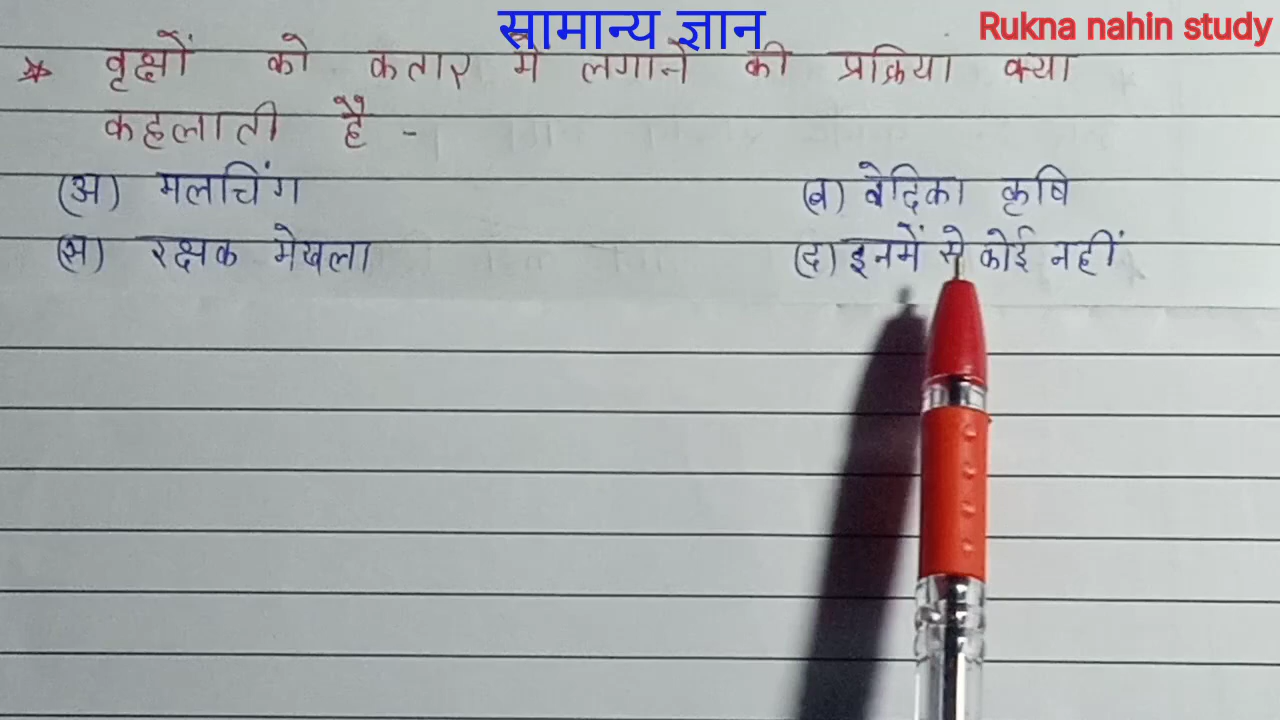 सामान्य ज्ञान
Rukna nahin study
* वृक्षों को कतार में लगाने की प्रक्रिया क्या
कहलाती है -
(अ) मलचिंग (ब) वेदिका कृषि
(स) रक्षक मेखला (द) इनमें से कोई नहीं